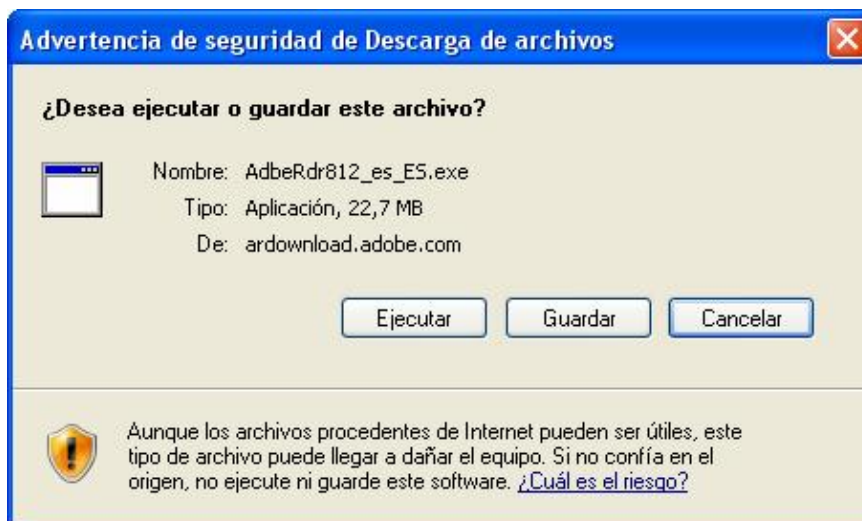 Advertencia de seguridad de Descarga de archivos
¿Desea ejecutar o guardar este archivo?
Nombre: AdbeRdr812_es_ES.exe
Tipo: Aplicación, 22,7 MB
De: ardownload.adobe.com
Ejecutar Guardar Cancelar
Aunque los archivos procedentes de Internet pueden ser útiles, este
tipo de archivo puede llegar a dañar el equipo. Si no confía en el
origen, no ejecute ni guarde este software. ¿Cuál es el riesgo?